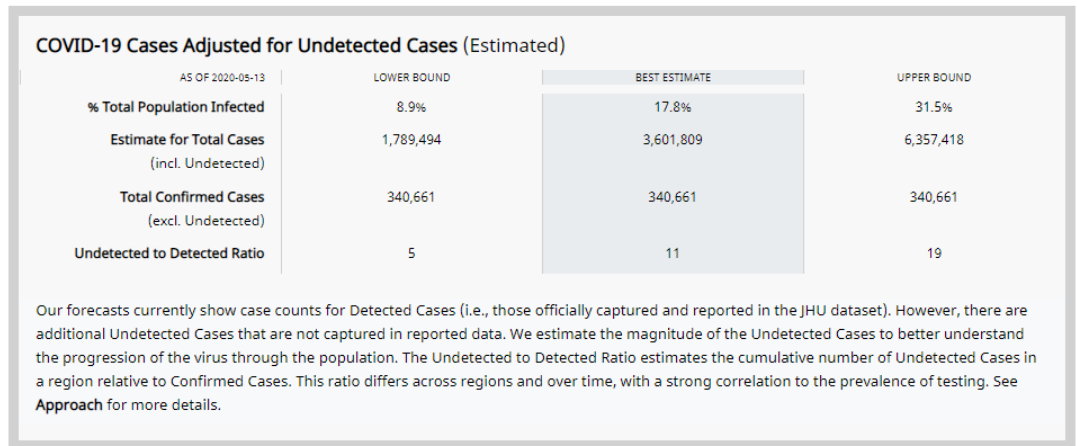 COVID-19 Cases Adjusted for Undetected Cases (Estimated)
AS OF 2020-05-13 LOWER BOUND BEST ESTIMATE UPPER BOUND
% Total Population Infected 8.9% 17.8% 31.5%
Estimate for Total Cases 1,789,494 3,601,809 6,357,418
(incl. Undetected)
Total Confirmed Cases 340,661 340,661 340,661
(excl. Undetected)
Undetected to Detected Ratio 5 11 19
Our forecasts currently show case counts for Detected Cases (i.e., those officially captured and reported in the JHU dataset). However, there are
additional Undetected Cases that are not captured in reported data. We estimate the magnitude of the Undetected Cases to better understand
the progression of the virus through the population. The Undetected to Detected Ratio estimates the cumulative number of Undetected Cases in
a region relative to Confirmed Cases. This ratio differs across regions and over time, with a strong correlation to the prevalence of testing. See
Approach for more details.